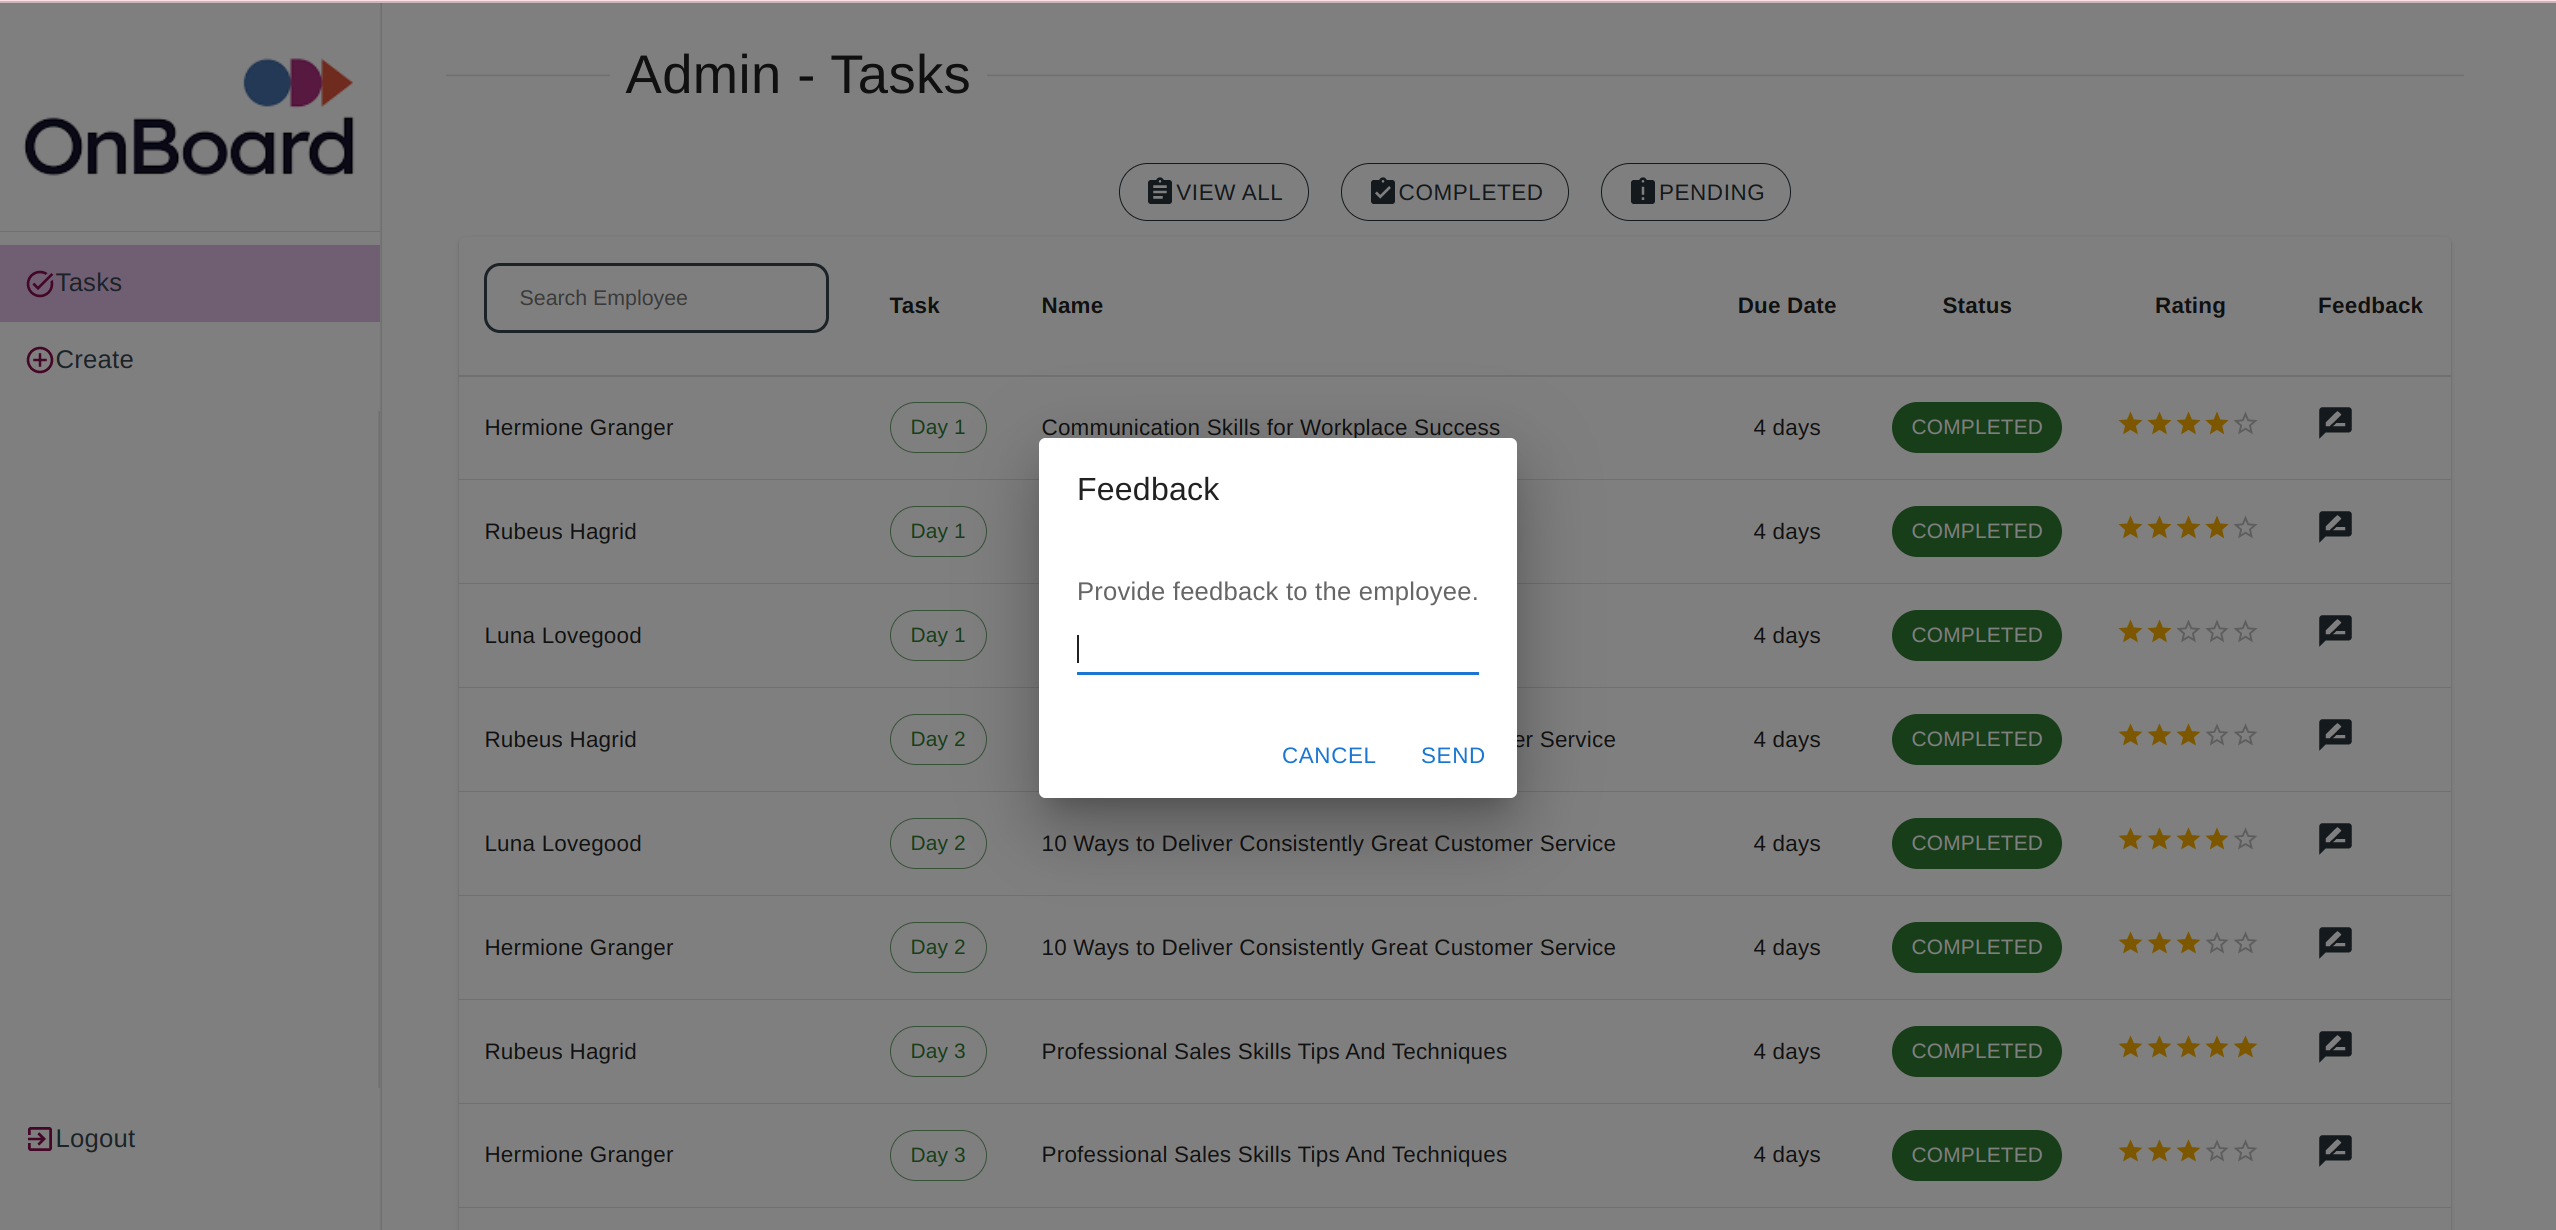 OnBoard
Tasks
Create
Logout
Admin - Tasks
VIEW ALL COMPLETED PENDING
Search Employee Task Name Due Date Status Rating Feedback
Hermione Granger Day 1 Communication Skills for Workplace Success 4 days COMPLETED
Rubeus Hagrid Day 1 4 days COMPLETED
Luna Lovegood Day 1 4 days COMPLETED
Rubeus Hagrid Day 2 er Service 4 days COMPLETED
Luna Lovegood Day 2 10 Ways to Deliver Consistently Great Customer Service 4 days COMPLETED
Hermione Granger Day 2 10 Ways to Deliver Consistently Great Customer Service 4 days COMPLETED
Rubeus Hagrid Day 3 Professional Sales Skills Tips And Techniques 4 days COMPLETED
Hermione Granger Day 3 Professional Sales Skills Tips And Techniques 4 days COMPLETED
Feedback
Provide feedback to the employee.
CANCEL SEND